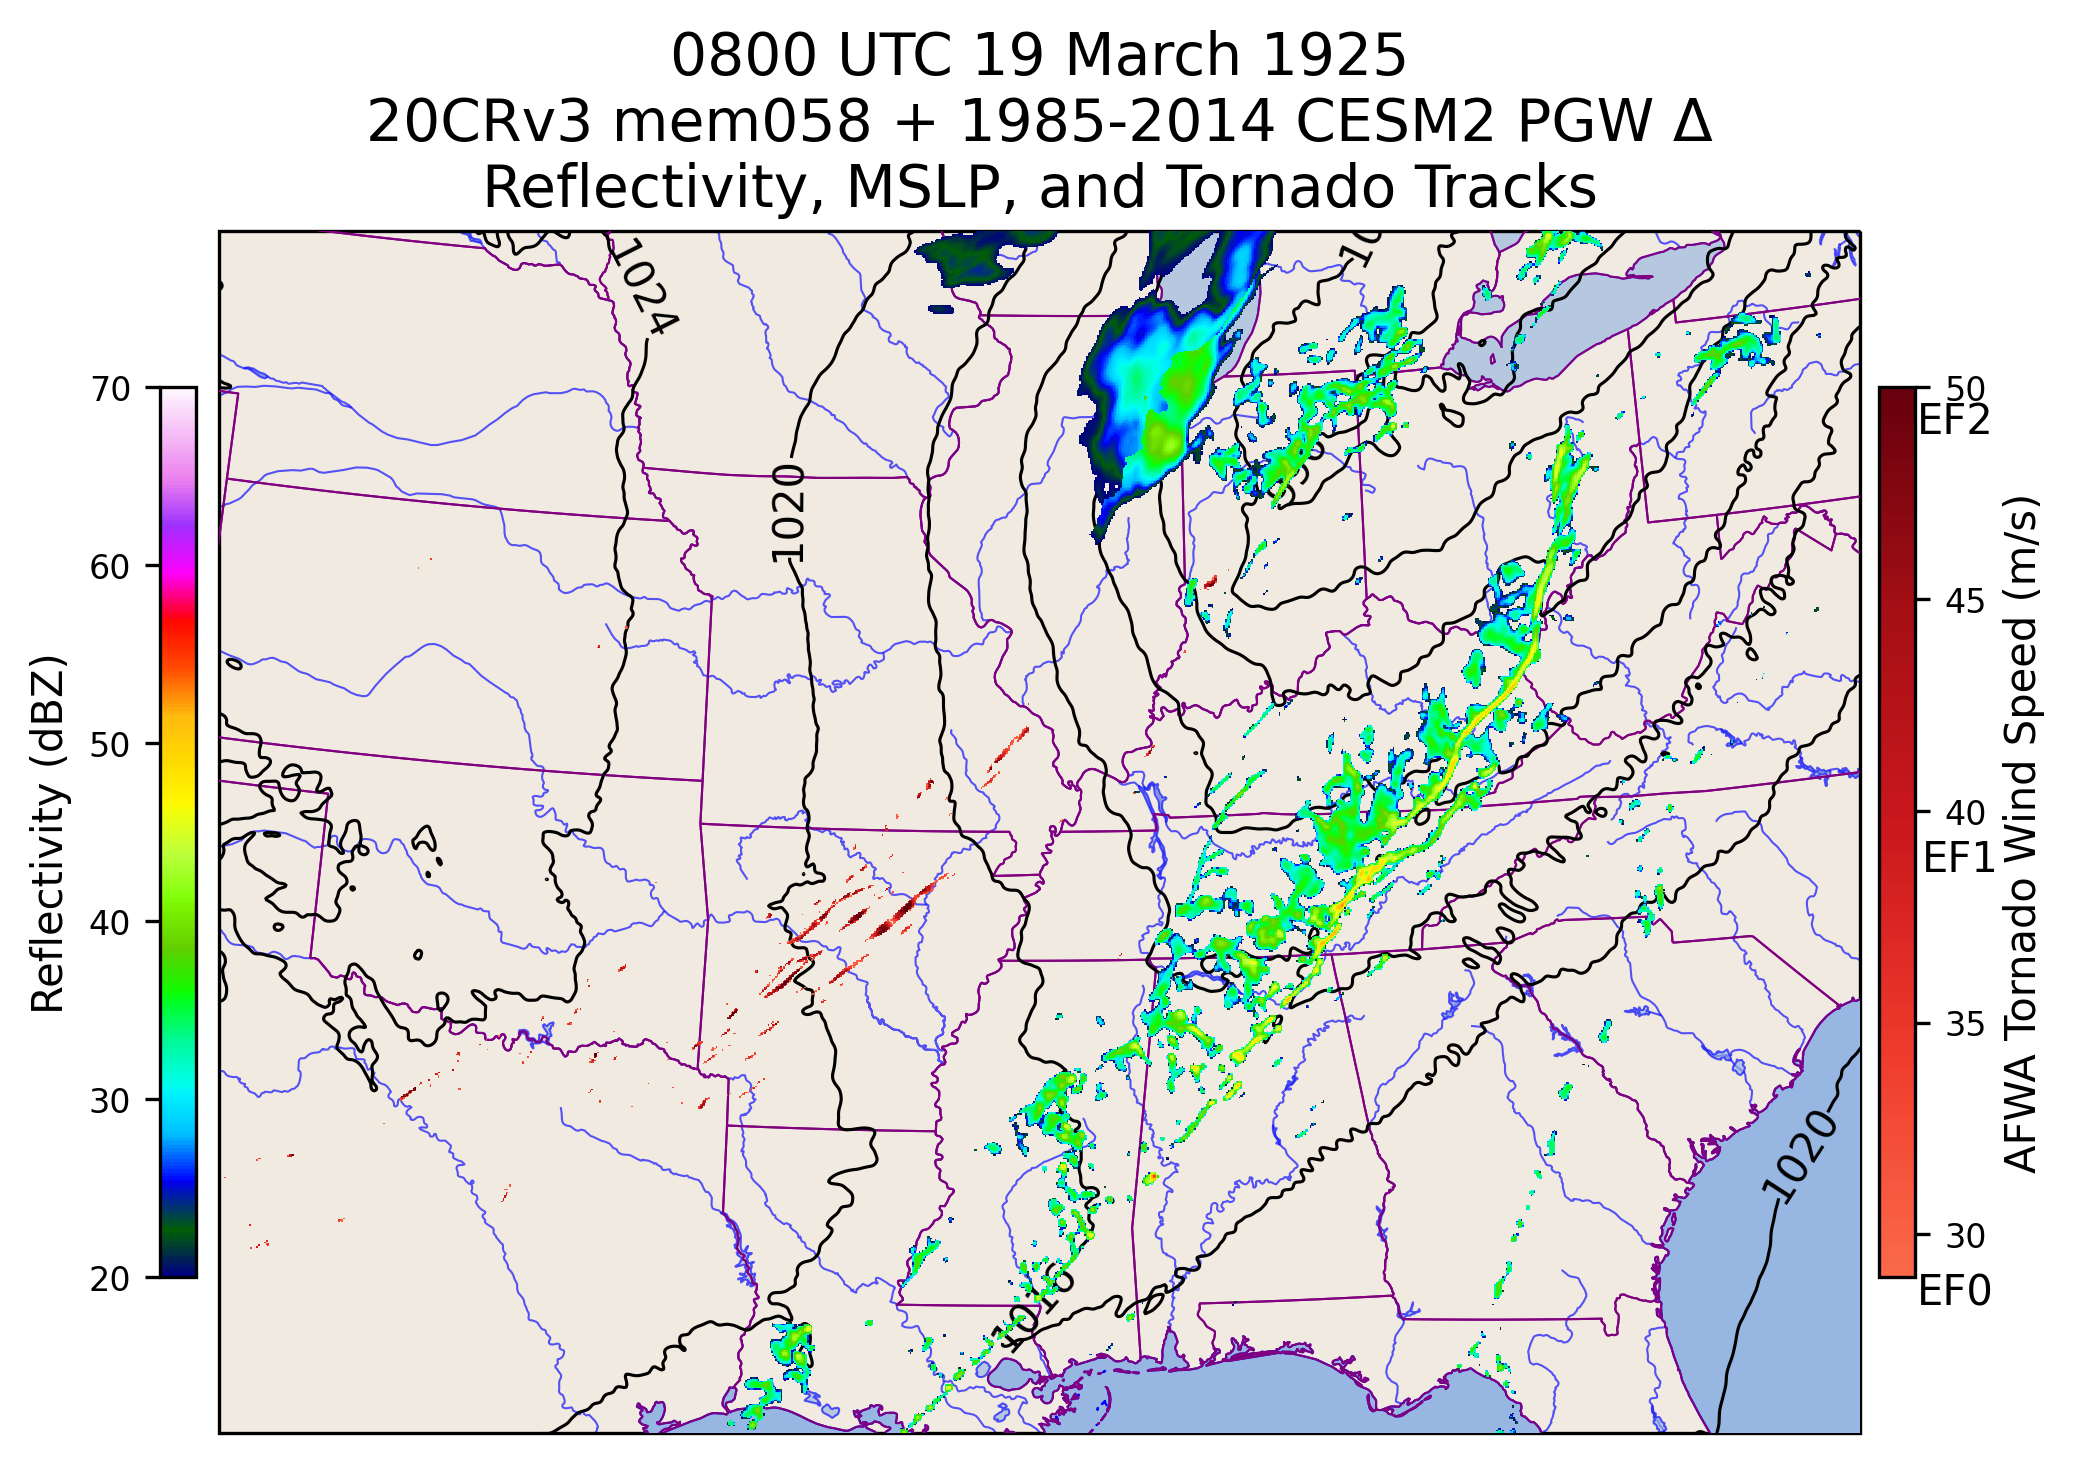 0800 UTC 19 March 1925
20CRv3 mem058 + 1985-2014 CESM2 PGW Δ
Reflectivity, MSLP, and Tornado Tracks
1024
1020
1020
1016
70
60
50
40
30
20
Reflectivity (dBZ)
50
EF2
45
40
EF1
35
30
EF0
AFWA Tornado Wind Speed (m/s)